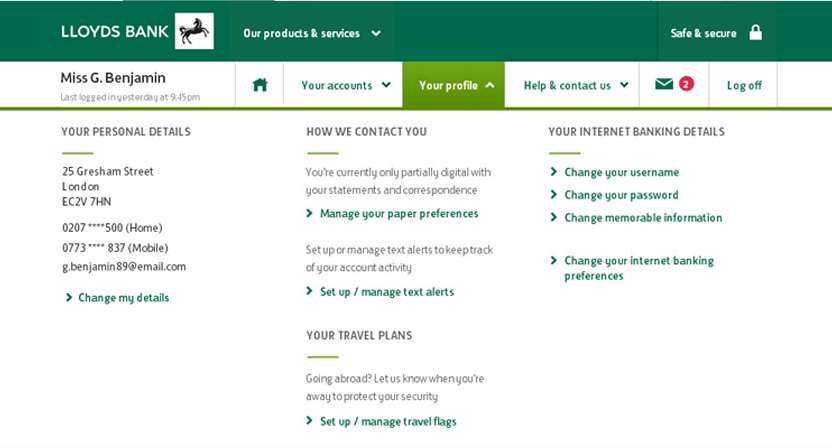 LLOYDS BANK
Our products & services
Safe & secure
Miss G. Benjamin
Last logged in yesterday at 9:45pm
Your accounts
Your profile
Help & contact us
2
Log off
YOUR PERSONAL DETAILS
25 Gresham Street
London
EC2V 7HN
0207 ****500 (Home)
0773 **** 837 (Mobile)
g.benjamin89@email.com
Change my details
HOW WE CONTACT YOU
You're currently only partially digital with
your statements and correspondence
Manage your paper preferences
Set up or manage text alerts to keep track
of your account activity
Set up / manage text alerts
YOUR TRAVEL PLANS
Going abroad? Let us know when you're
away to protect your security
Set up / manage travel flags
YOUR INTERNET BANKING DETAILS
Change your username
Change your password
Change memorable information
Change your internet banking
preferences